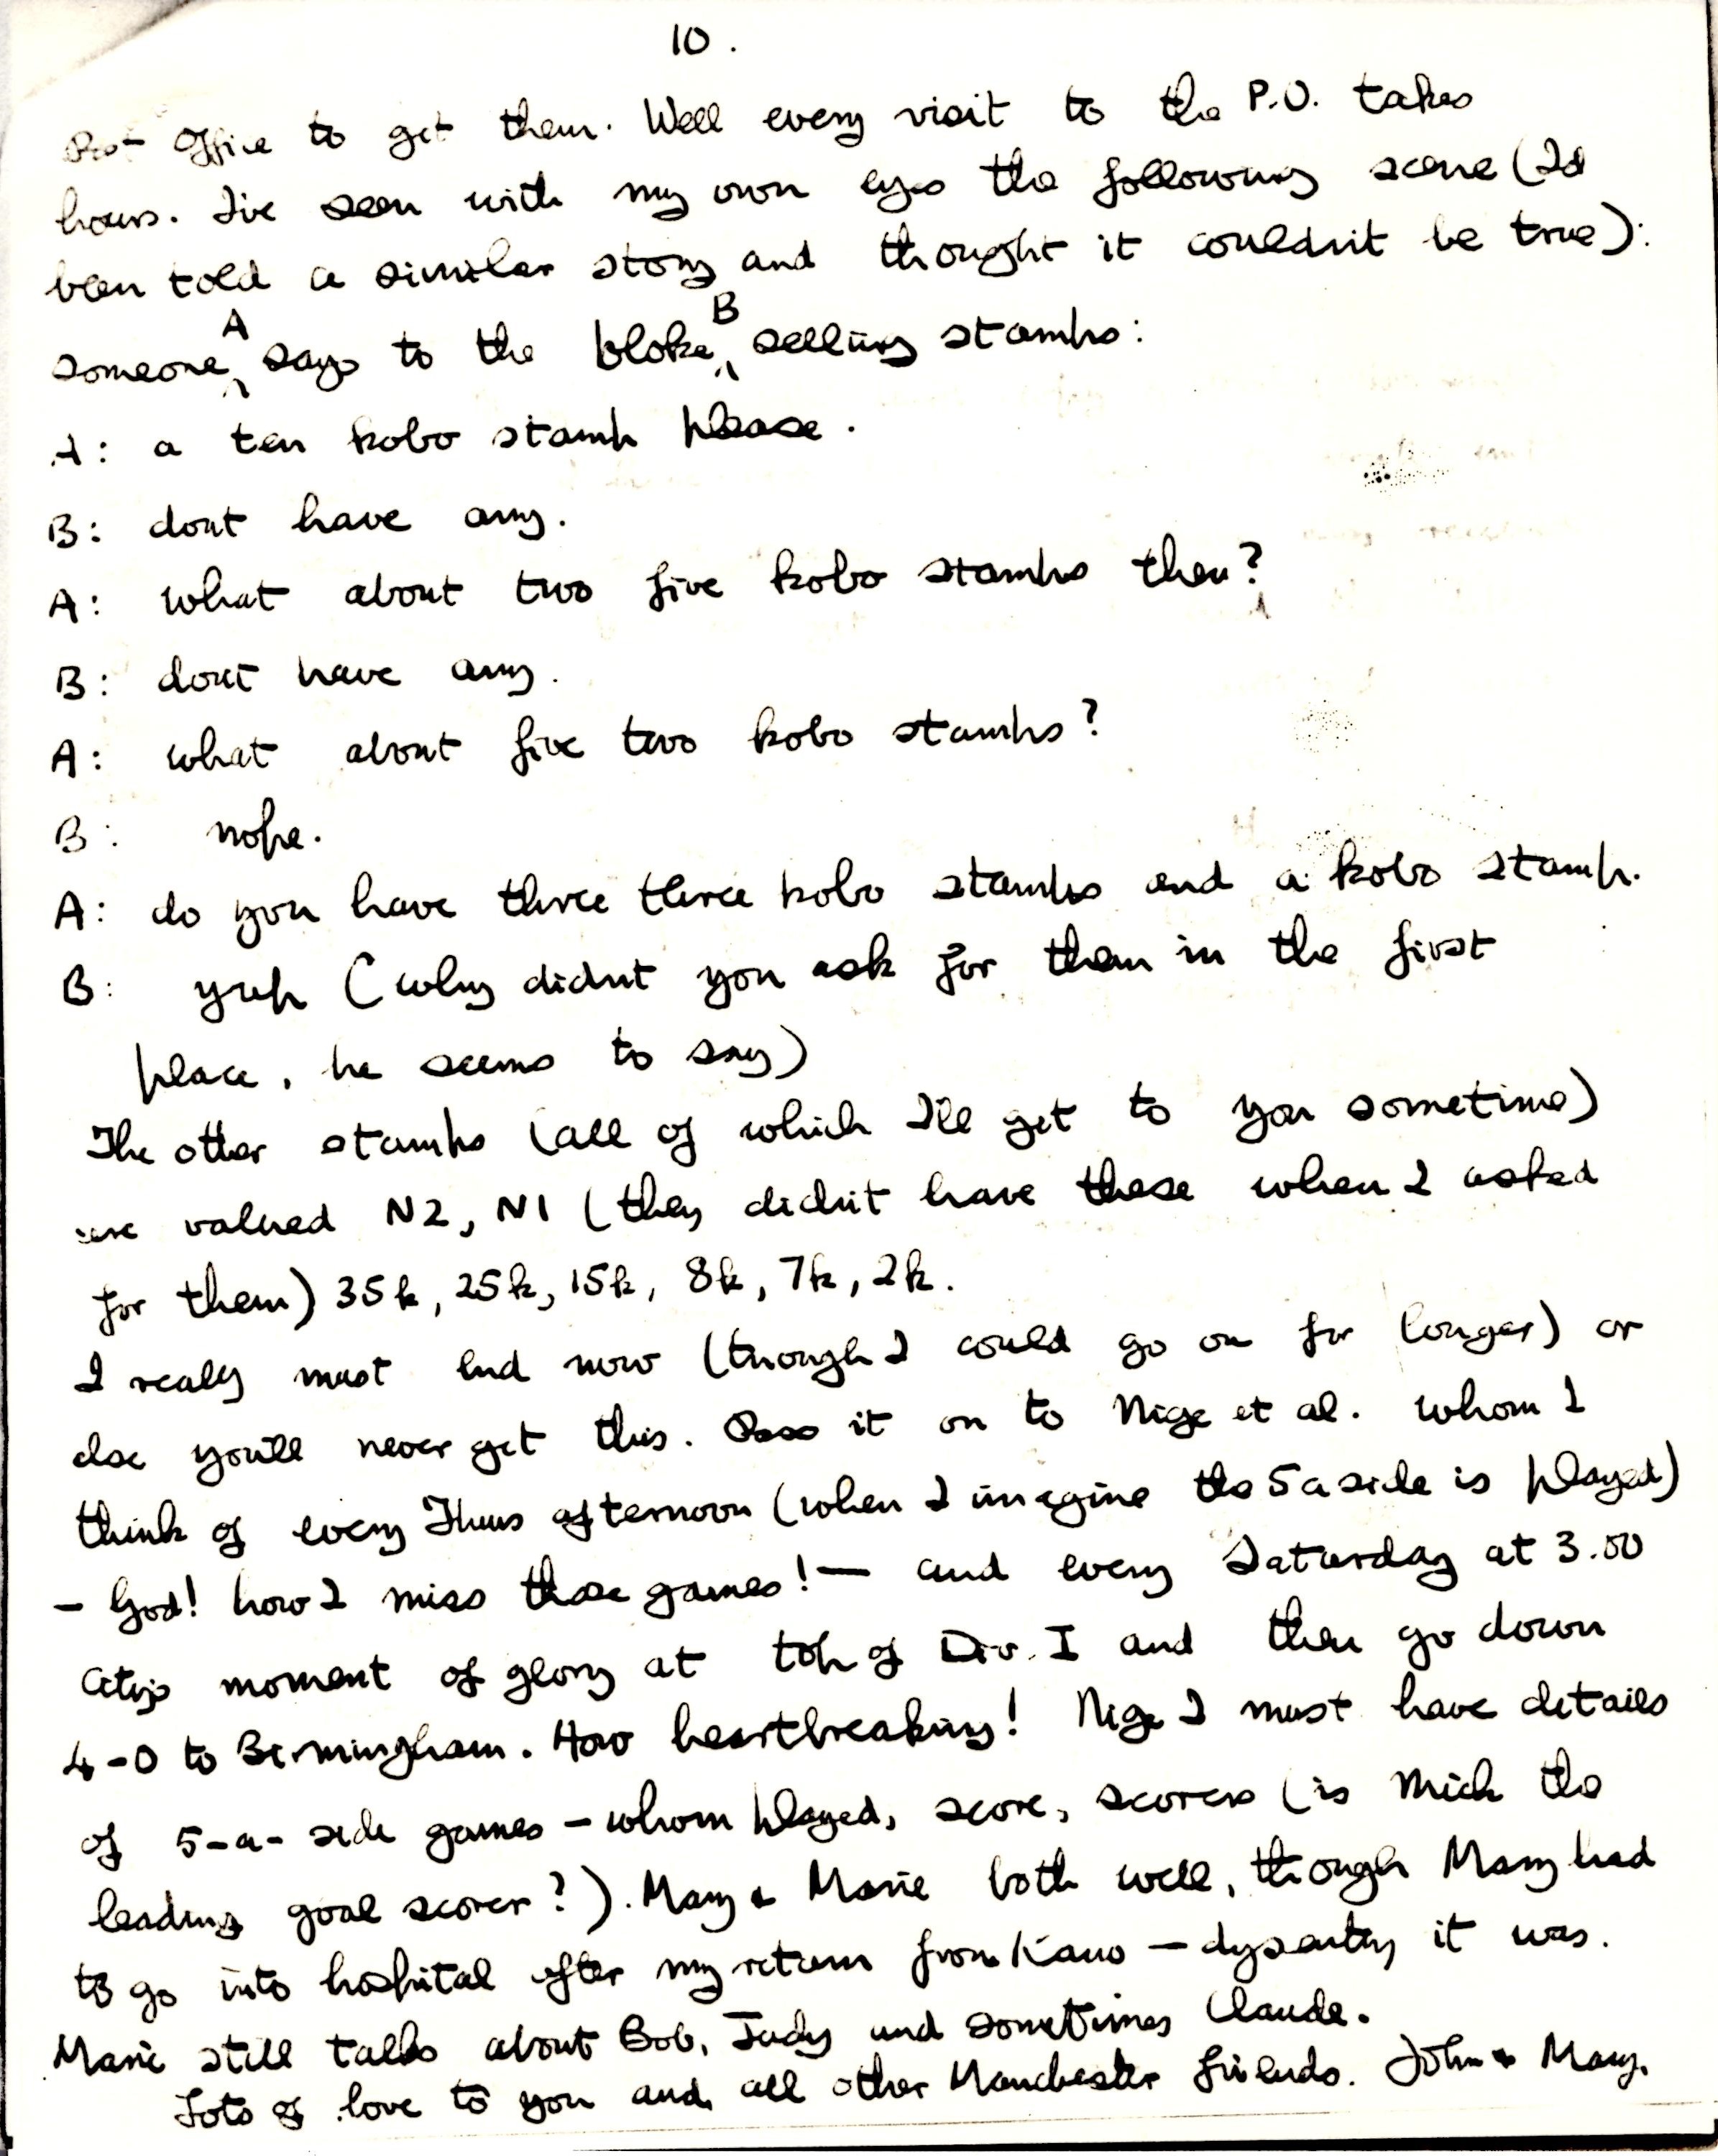 10.
Post Office to get them. Well every visit to the P.O. takes
hours. I've seen with my own eyes the following scene (I'd
been told a similar story and thought it couldn't be true):
someone A says to the bloke B selling stamps:
A: a ten kobo stamp please.
B: dont have any.
A: what about two five kobo stamps then?
B: dont have any.
A: what about five two kobo stamps?
B: nope.
A: do you have three three kobo stamps and a kobo stamp.
B: yup (why didnt you ask for them in the first
place, he seems to say)
The other stamps (all of which I'll get to you sometime)
are valued N2, N1 (they didn't have these when I asked
for them) 35k, 25k, 15k, 8k, 7k, 2k.
I really must end now (though I could go on for longer) or
else you'll never get this. Pass it on to Nige et al. whom I
think of every Thurs afternoon (when I imagine the 5 a side is played)
- God! how I miss those games! — and every Saturday at 3.00
Citys moment of glory at top of Div. I and then go down
4-0 to Birmingham. How heartbreaking! Nige I must have details
of 5-a-side games - whom played, score, scorers (is Mick the
leading goal scorer?). Mary & Marie both well, though Mary had
to go into hospital after my return from Kano - dysentry it was.
Marie still talks about Bob, Judy and sometimes Claude.
Lots of love to you and all other Manchester friends. John & Mary.